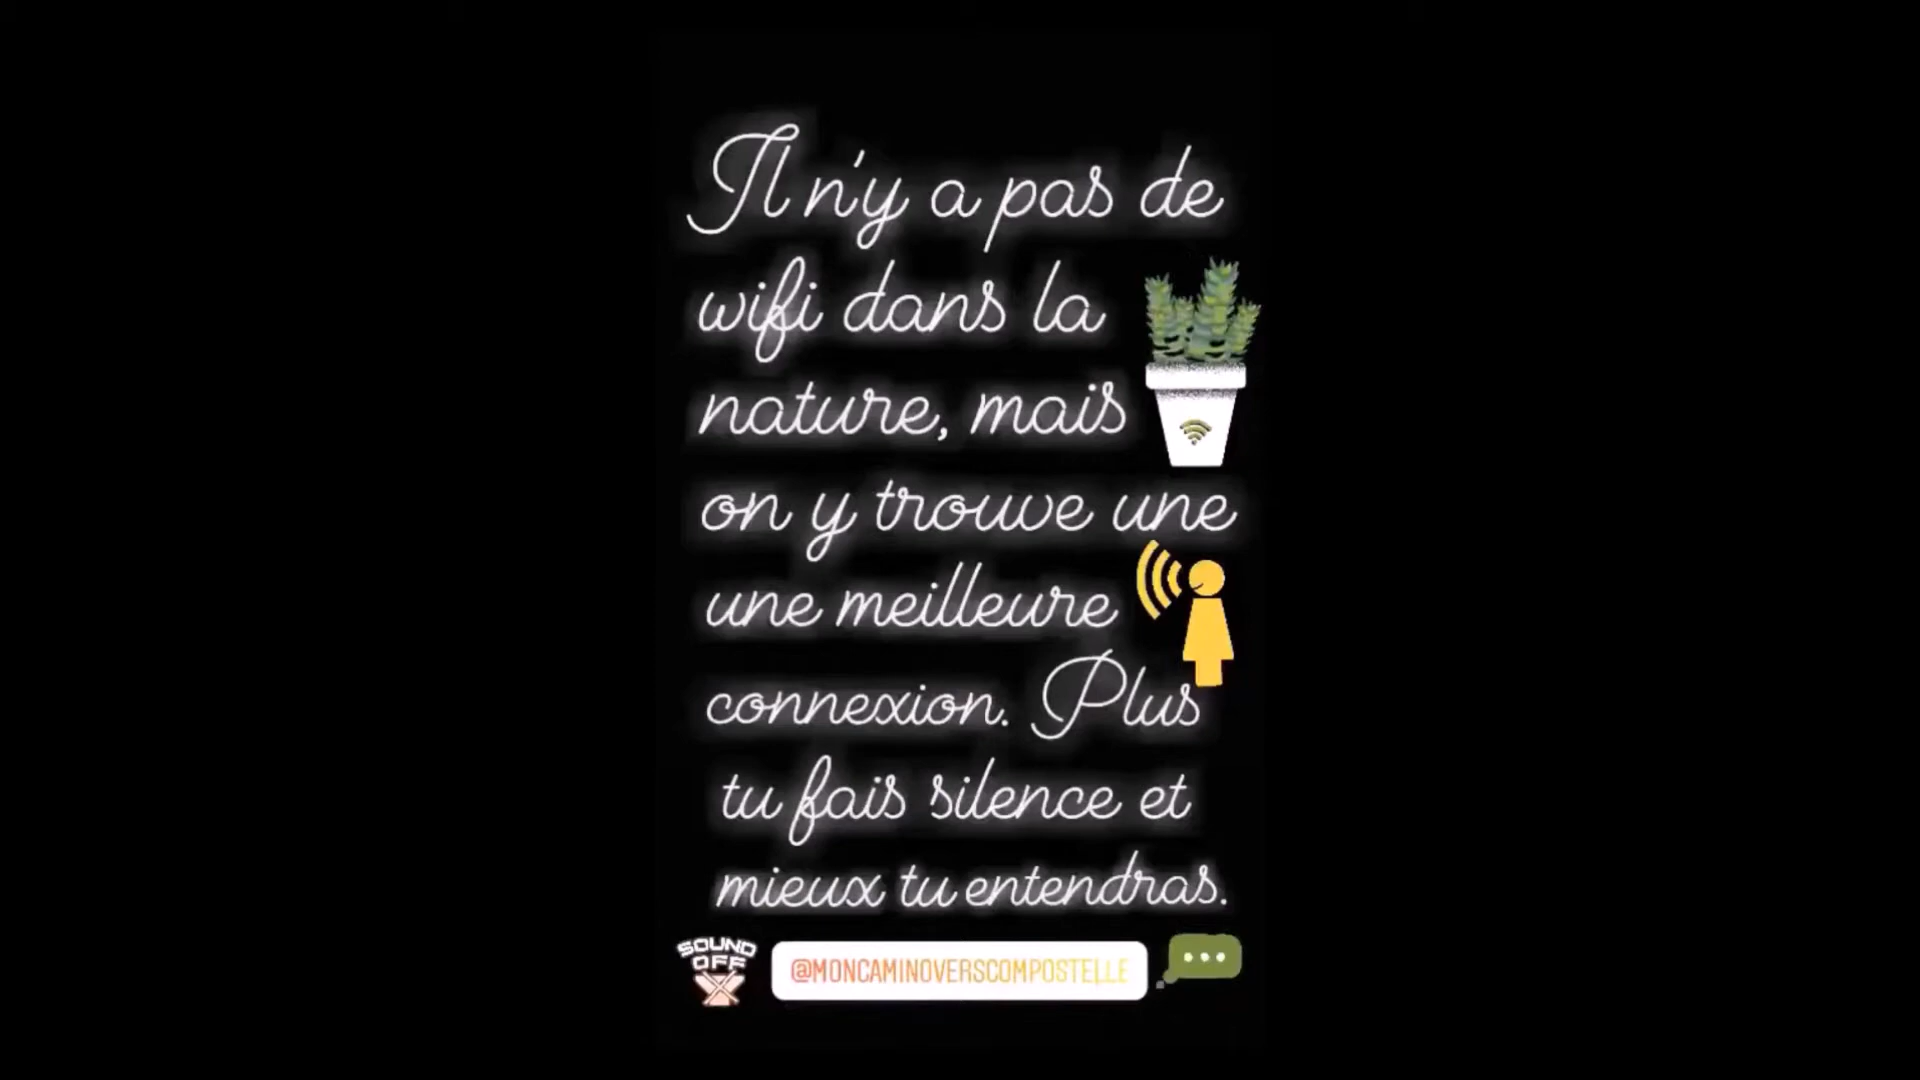 Il n'y a pas de
wifi dans la
nature, mais
on y trouve une
une meilleure
connexion. Plus
tu fais silence et
mieux tu entendras.
SOUND
OFF
@MONCAMINOVERSCOMPOSTELLE